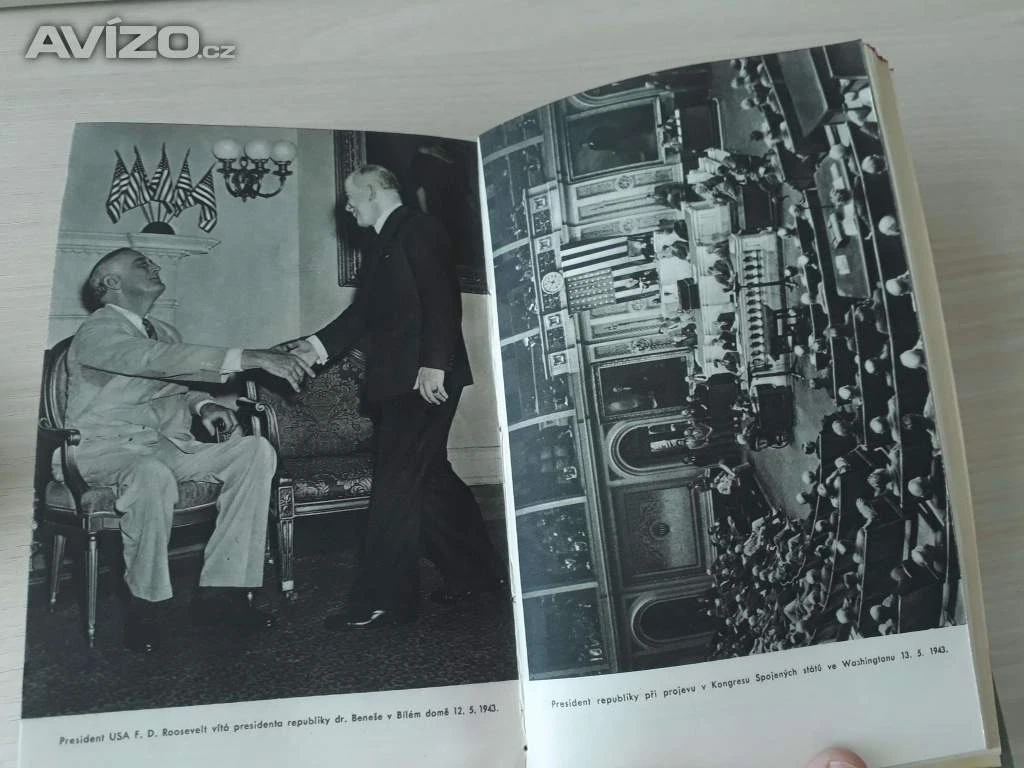 AVÍZO.cz
President USA F. D. Roosevelt vítá presidenta republiky dr. Beneše v Bílém domě 12. 5. 1943.
President republiky při projevu v Kongresu Spojených států ve Washingtonu 13. 5. 1943.